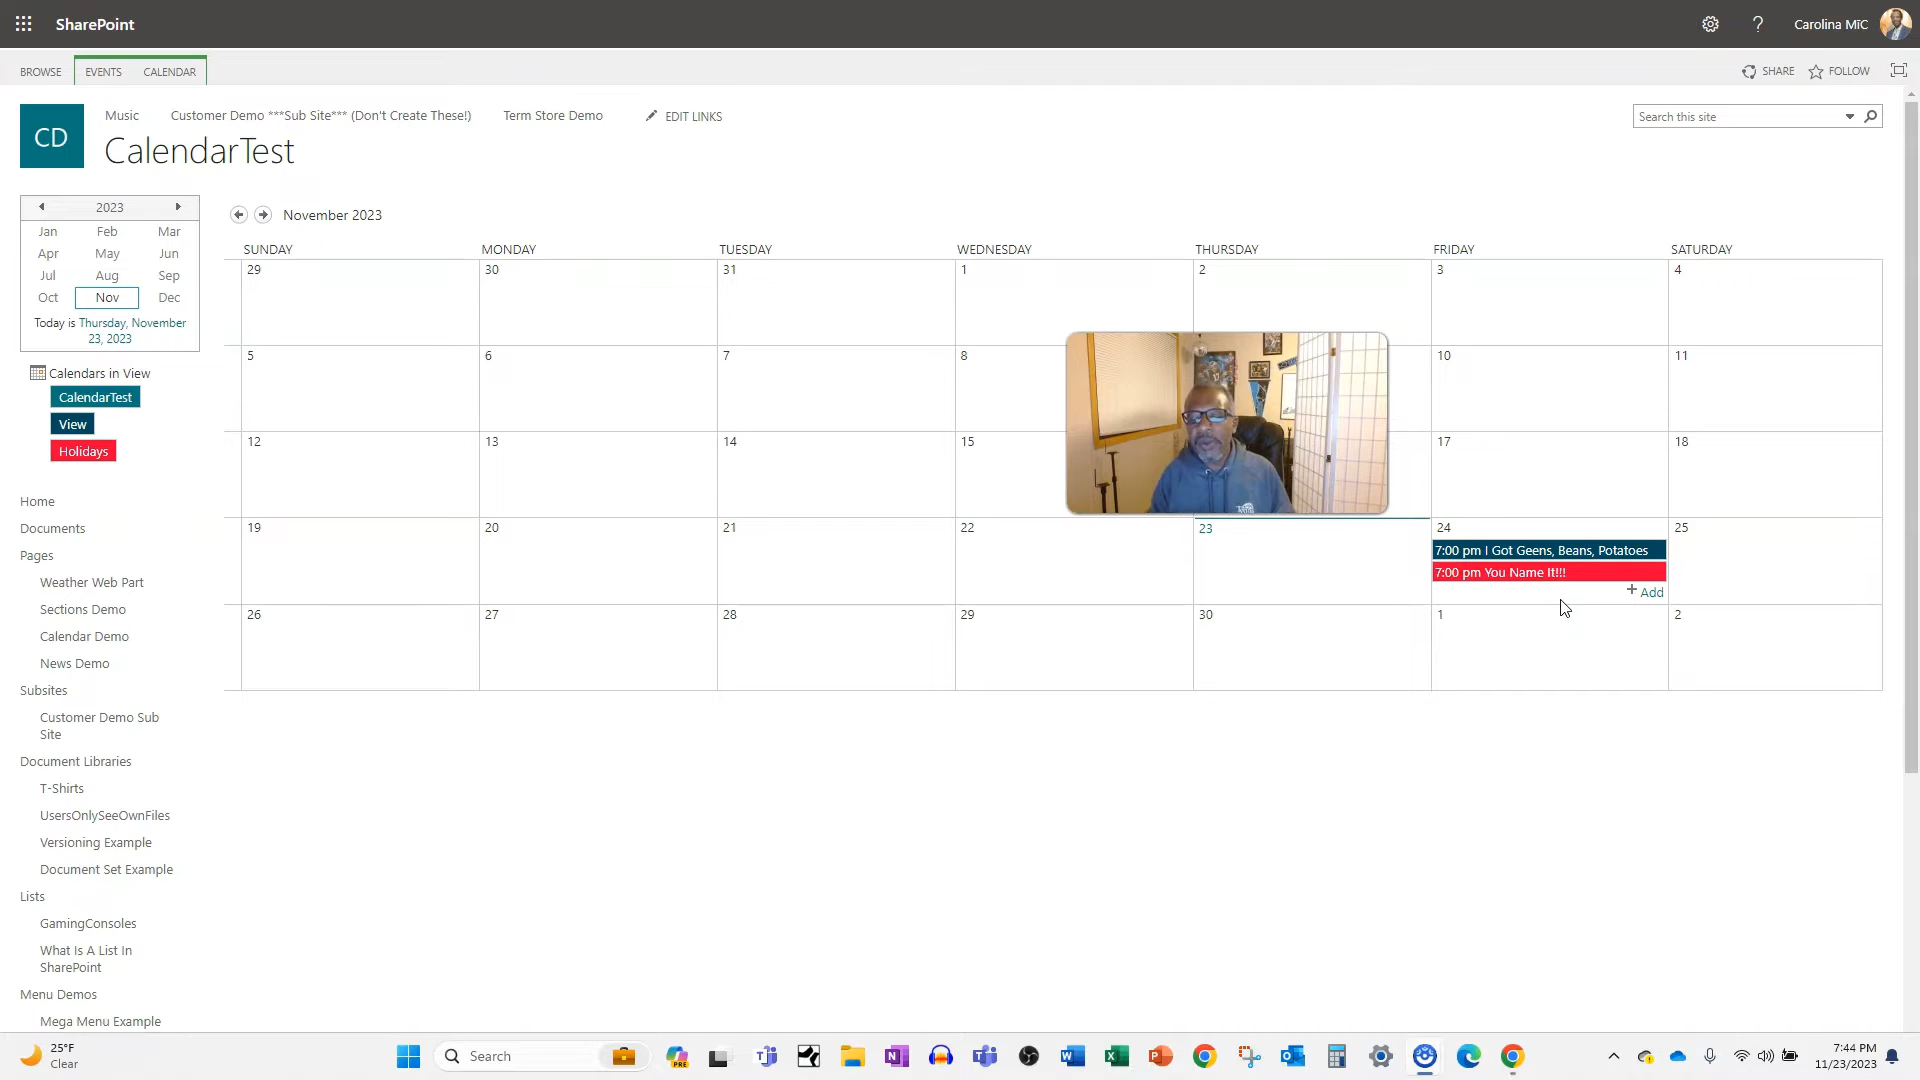 SharePoint
Carolina MiC
BROWSE EVENTS CALENDAR
SHARE FOLLOW
CD
Music Customer Demo ***Sub Site*** (Don't Create These!) Term Store Demo EDIT LINKS
Search this site
CalendarTest
2023
Jan Feb Mar
Apr May Jun
Jul Aug Sep
Oct Nov Dec
Today is Thursday, November
23, 2023
Calendars in View
CalendarTest
View
Holidays
Home
Documents
Pages
Weather Web Part
Sections Demo
Calendar Demo
News Demo
Subsites
Customer Demo Sub
Site
Document Libraries
T-Shirts
UsersOnlySeeOwnFiles
Versioning Example
Document Set Example
Lists
GamingConsoles
What Is A List In
SharePoint
Menu Demos
Mega Menu Example
November 2023
SUNDAY MONDAY TUESDAY WEDNESDAY THURSDAY FRIDAY SATURDAY
29 30 31 1 2 3 4
5 6 7 8 10 11
12 13 14 15 17 18
19 20 21 22 23 24 25
7:00 pm I Got Geens, Beans, Potatoes
7:00 pm You Name It!!!
Add
26 27 28 29 30 1 2
25°F
Clear
Search
PRE
7:44 PM
11/23/2023